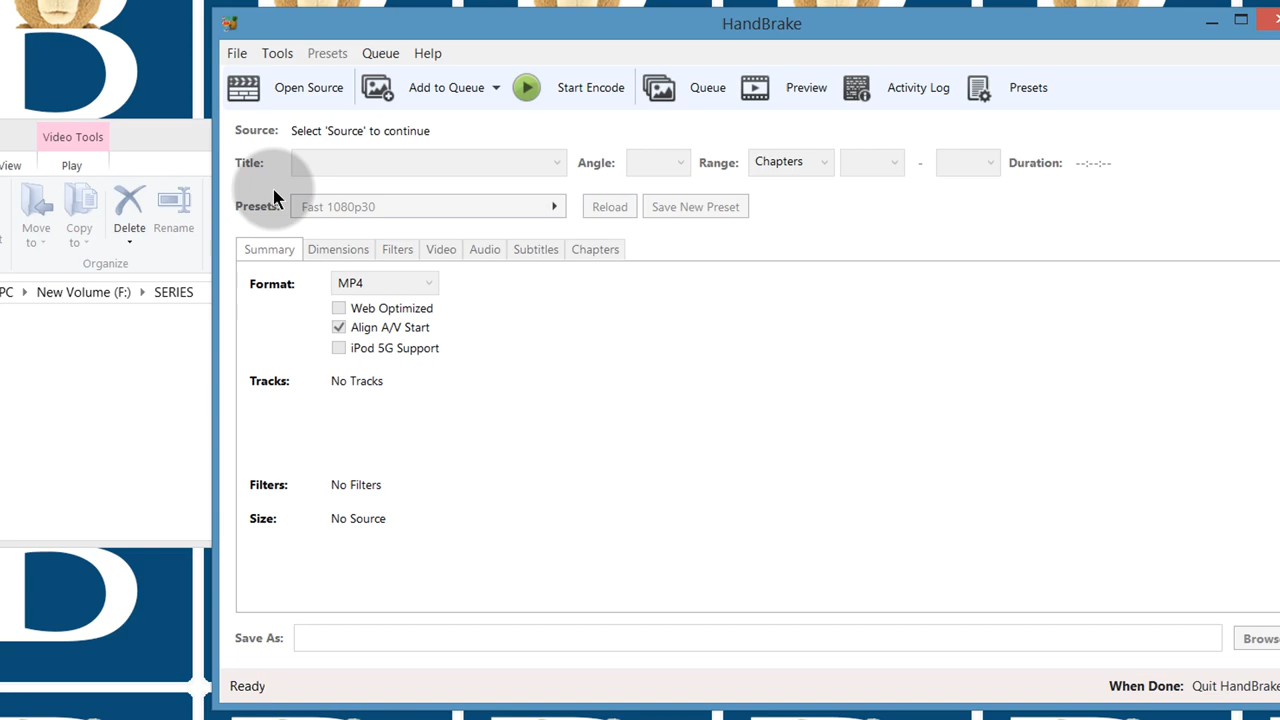 HandBrake
File Tools Presets Queue Help
Open Source Add to Queue Start Encode Queue Preview Activity Log Presets
Source: Select 'Source' to continue
Title: Angle: Range: Chapters - Duration: --:--:--
Presets: Fast 1080p30 Reload Save New Preset
Summary Dimensions Filters Video Audio Subtitles Chapters
Format: MP4
Web Optimized
Align A/V Start
iPod 5G Support
Tracks: No Tracks
Filters: No Filters
Size: No Source
Save As:
Ready When Done: Quit HandBrake
Video Tools
View Play
Move to Copy to Delete Rename
Organize
PC New Volume (F:) SERIES